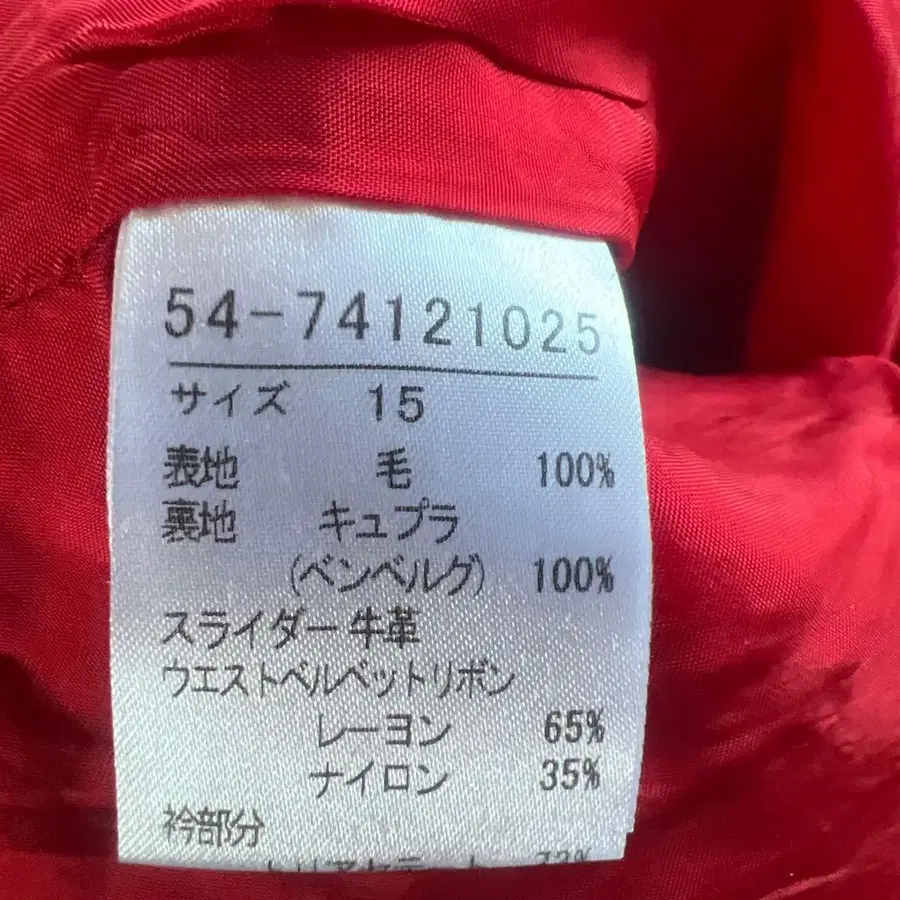 54-74121025
サイズ 15
表地 毛 100%
裏地 キュプラ
(ベンベルグ) 100%
スライダー 牛革
ウエストベルベットリボン
レーヨン 65%
ナイロン 35%
衿部分